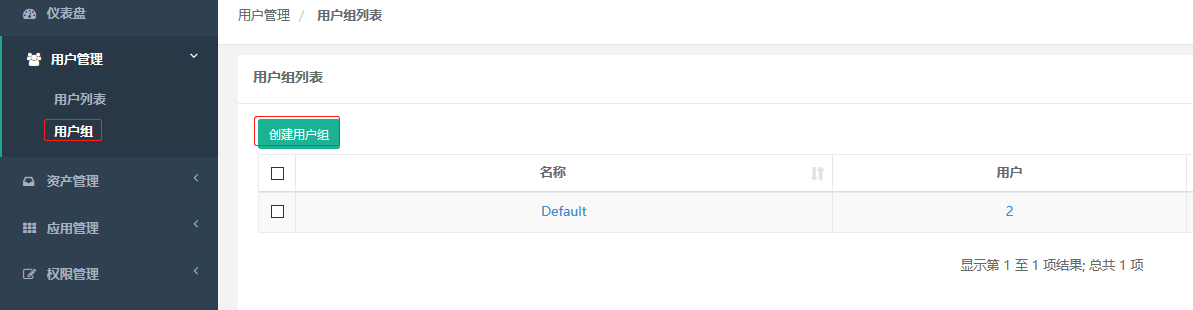 仪表盘
用户管理
用户列表
用户组
资产管理
应用管理
权限管理
用户管理 / 用户组列表
用户组列表
创建用户组
名称 用户
Default 2
显示第 1 至 1 项结果; 总共 1 项